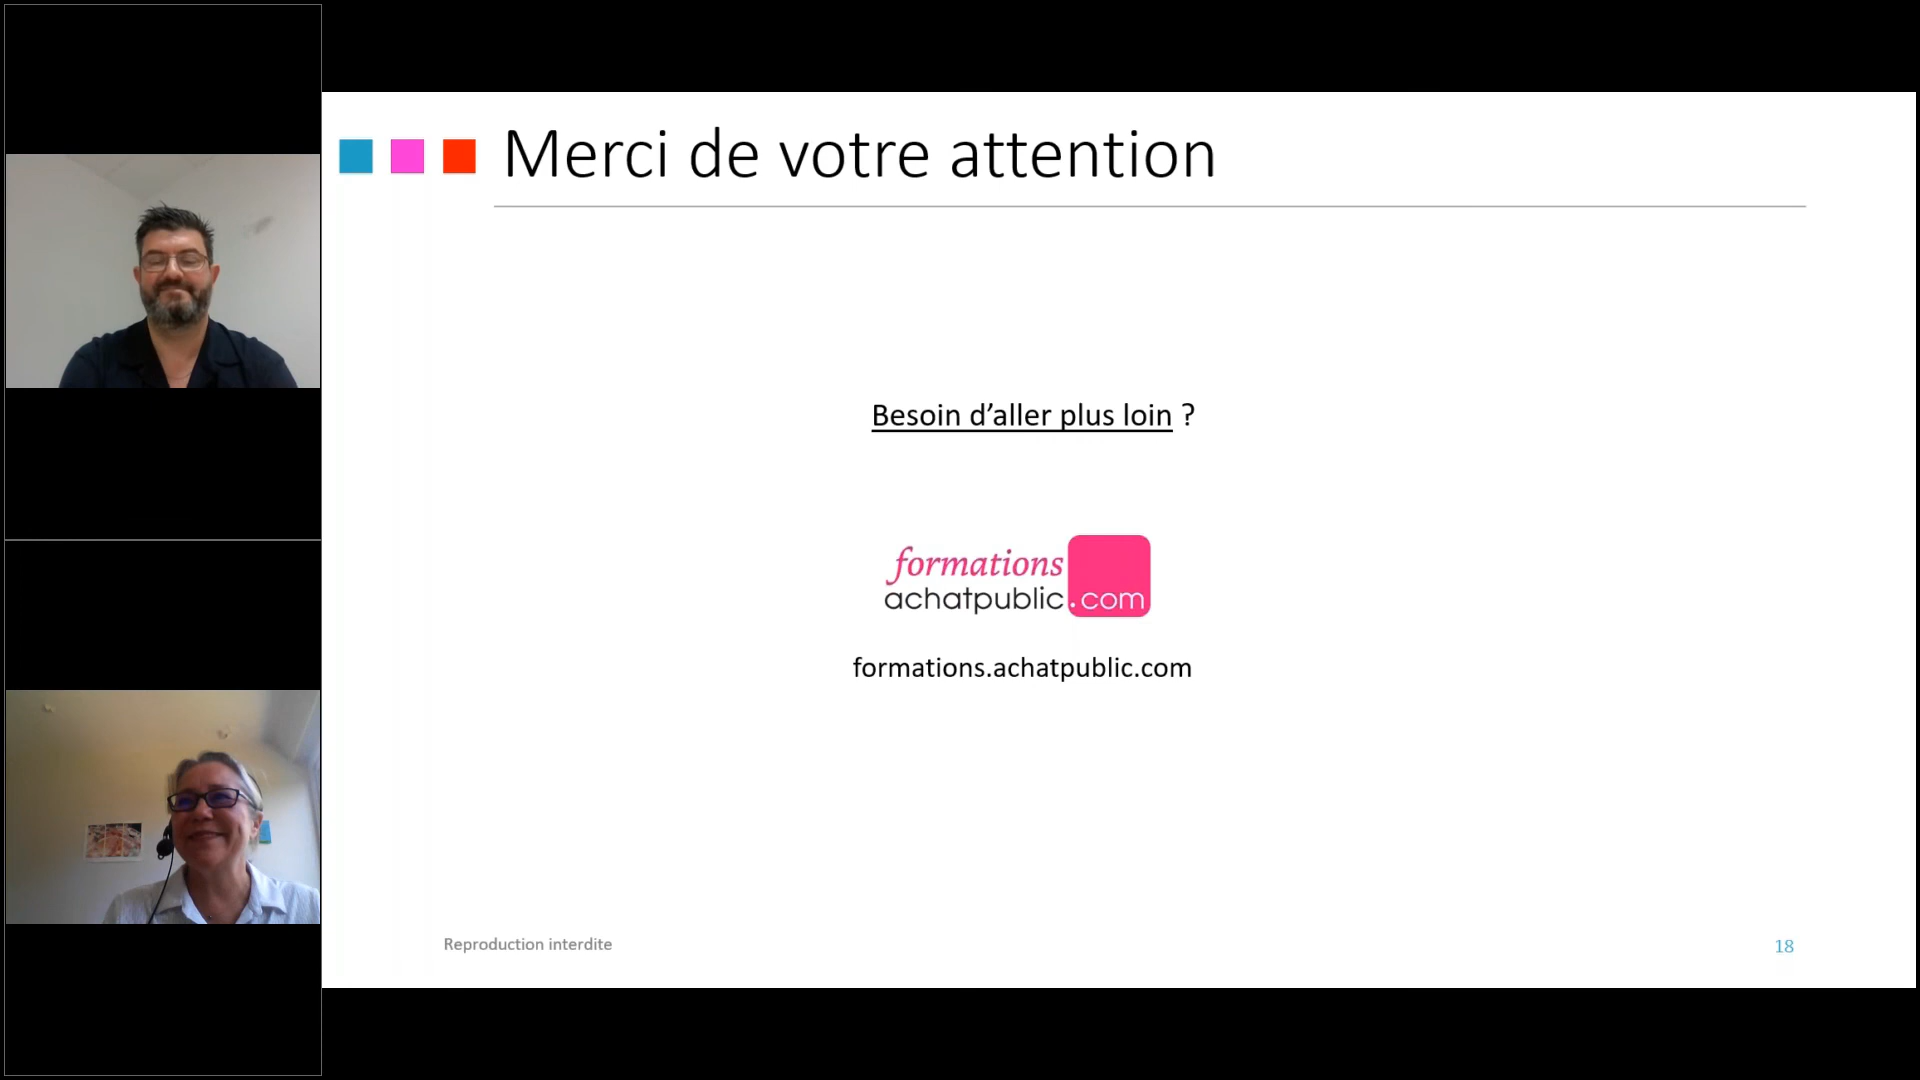 Merci de votre attention
Besoin d’aller plus loin ?
formations
achatpublic.com
formations.achatpublic.com
Reproduction interdite
18